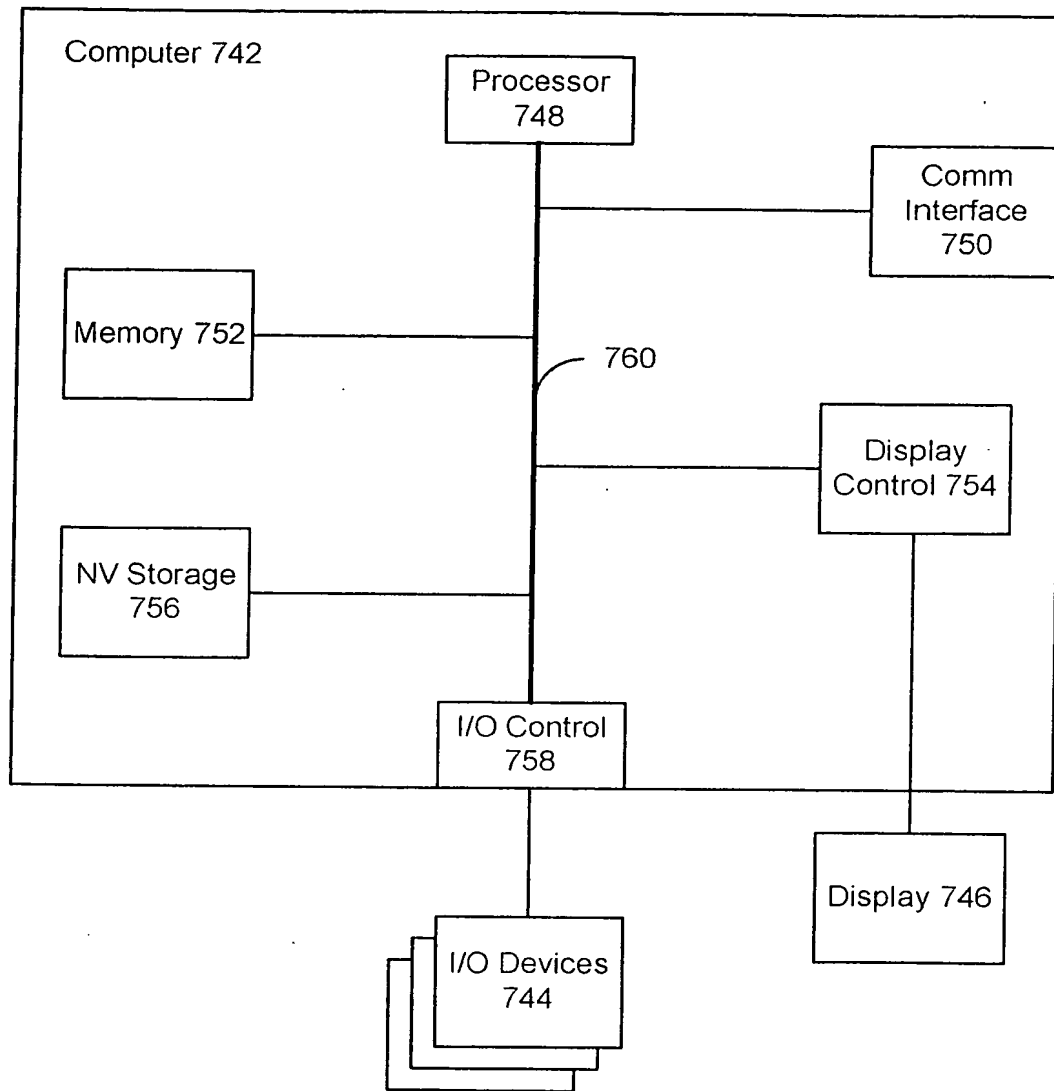 Computer 742
Processor
748
Comm
Interface
750
Memory 752
760
Display
Control 754
NV Storage
756
I/O Control
758
Display 746
I/O Devices
744